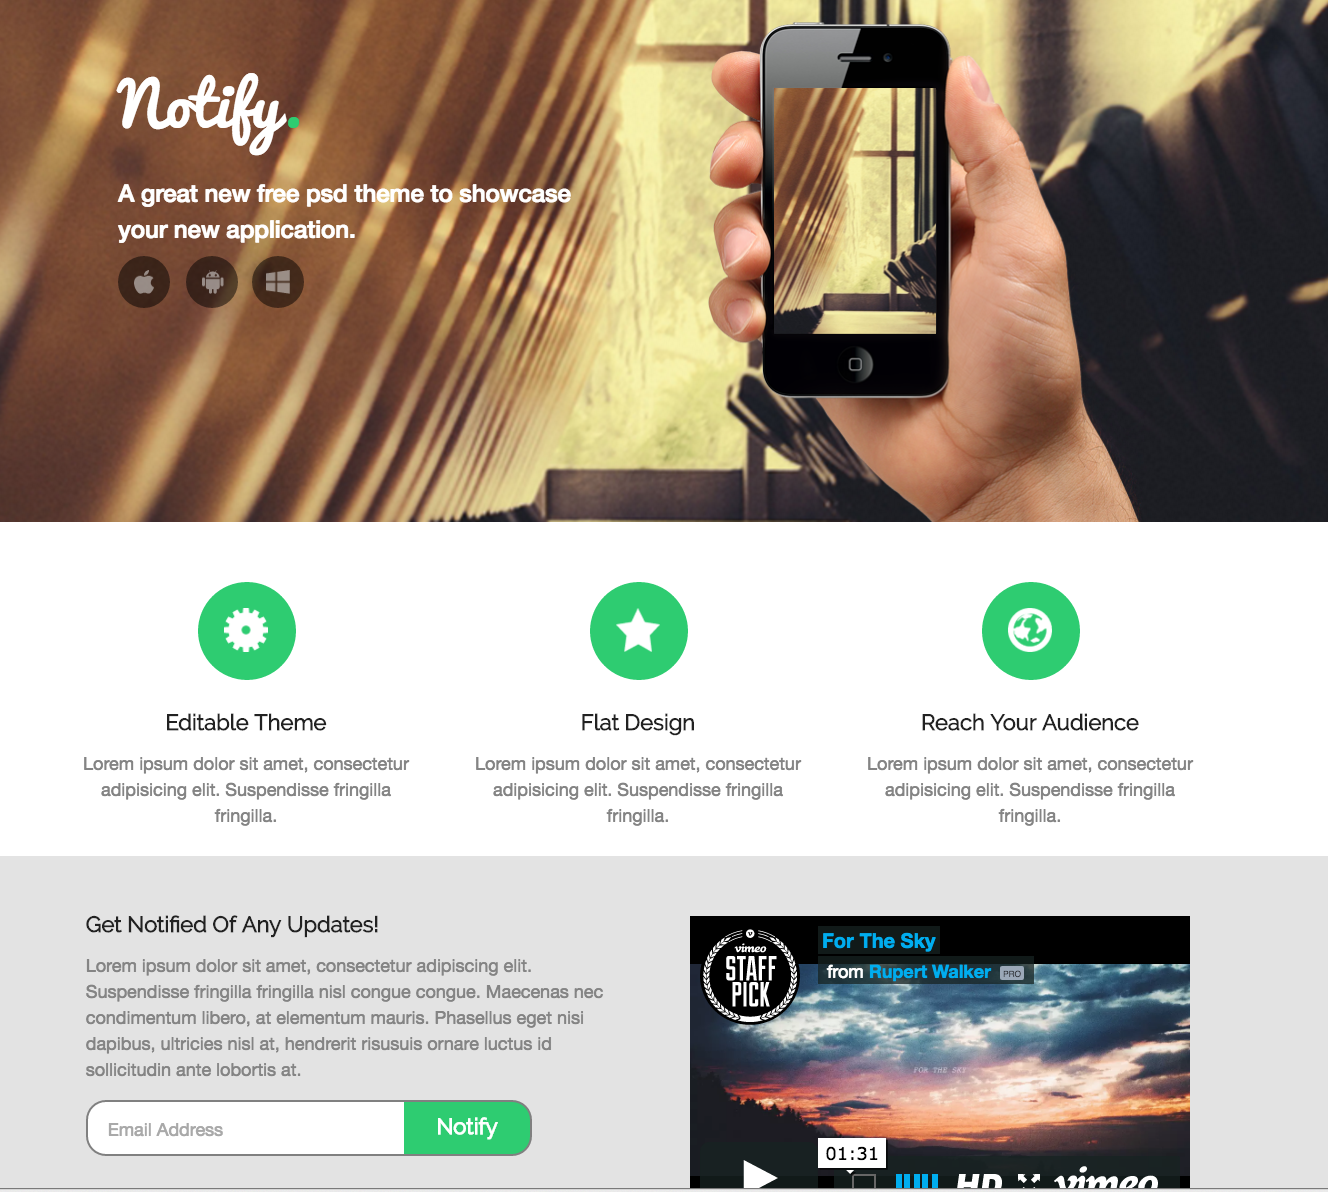 Notify.
A great new free psd theme to showcase
your new application.
Editable Theme
Lorem ipsum dolor sit amet, consectetur
adipisicing elit. Suspendisse fringilla
fringilla.
Flat Design
Lorem ipsum dolor sit amet, consectetur
adipisicing elit. Suspendisse fringilla
fringilla.
Reach Your Audience
Lorem ipsum dolor sit amet, consectetur
adipisicing elit. Suspendisse fringilla
fringilla.
Get Notified Of Any Updates!
Lorem ipsum dolor sit amet, consectetur adipiscing elit.
Suspendisse fringilla fringilla nisl congue congue. Maecenas nec
condimentum libero, at elementum mauris. Phasellus eget nisi
dapibus, ultricies nisl at, hendrerit risusuis ornare luctus id
sollicitudin ante lobortis at.
Email Address
Notify
vimeo
STAFF
PICK
For The Sky
from Rupert Walker PRO
FOR THE SKY
01:31
HD
vimeo